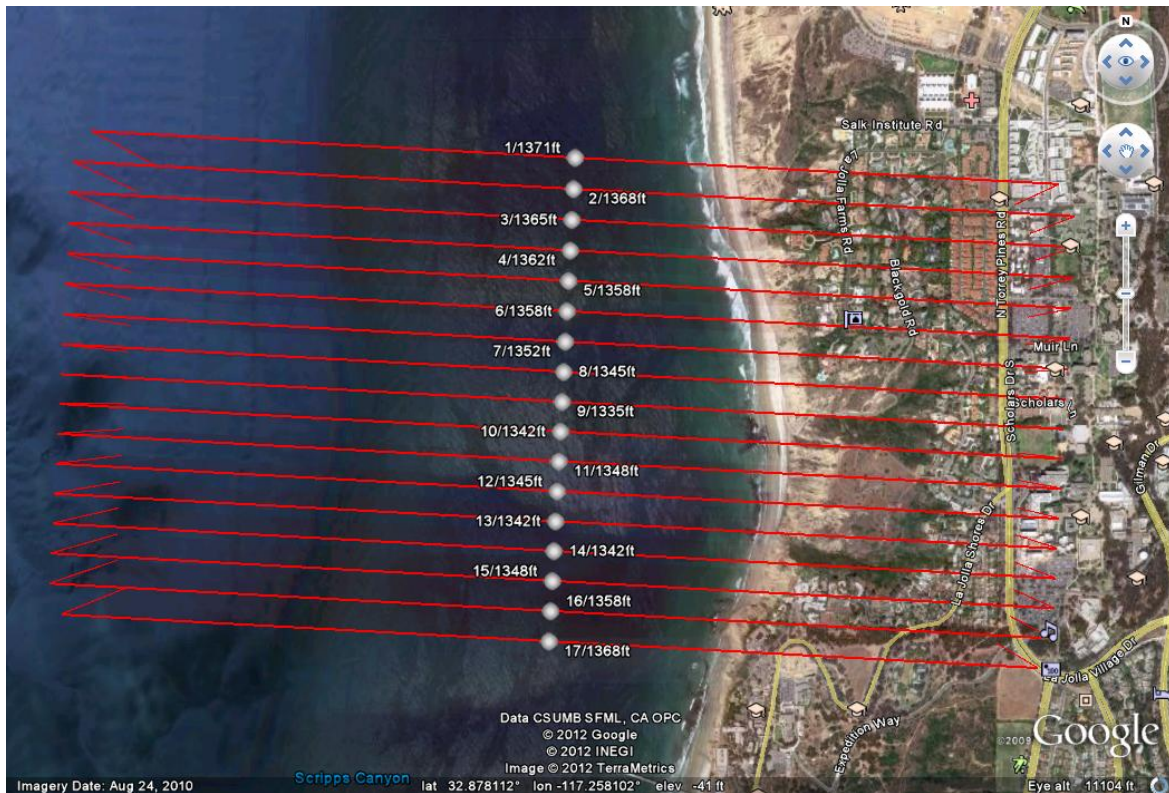 N
Salk Institute Rd
1/1371ft
La Jolla Farms Rd
2/1368ft
3/1365ft
N Torrey Pines Rd
4/1362ft
Blackgold Rd
5/1358ft
6/1358ft
7/1352ft
Muir Ln
8/1345ft
Scholars Dr S
Scholars Ln
9/1335ft
10/1342ft
Gilman Dr
11/1348ft
12/1345ft
13/1342ft
La Jolla Shores Dr
14/1342ft
15/1348ft
16/1358ft
17/1368ft
La Jolla Village Dr
Data CSUMB SFML, CA OPC
© 2012 Google
© 2012 INEGI
Image © 2012 TerraMetrics
Expedition Way
©2009
Google
Scripps Canyon
Imagery Date: Aug 24, 2010
lat 32.878112° lon -117.258102° elev -41 ft
Eye alt 11104 ft